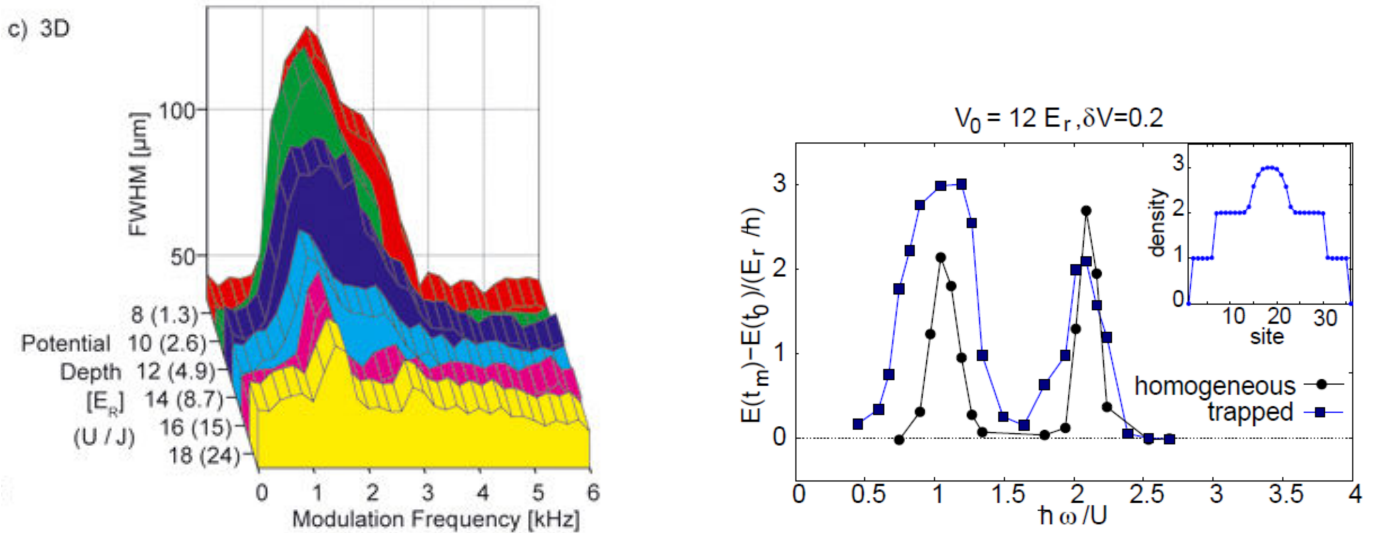 c) 3D
100
FWHM [µm]
50
8 (1.3)
Potential 10 (2.6)
Depth 12 (4.9)
[E_R] 14 (8.7)
16 (15)
(U / J)
18 (24)
0 1 2 3 4 5 6
Modulation Frequency [kHz]
V₀ = 12 E_r ,δV=0.2
E(t_m)−E(t₀)/(E_r /ħ)
3
2
1
0
density
3
2
1
0
10 20 30
site
homogeneous
trapped
0 0.5 1 1.5 2 2.5 3 3.5 4
ħ ω /U